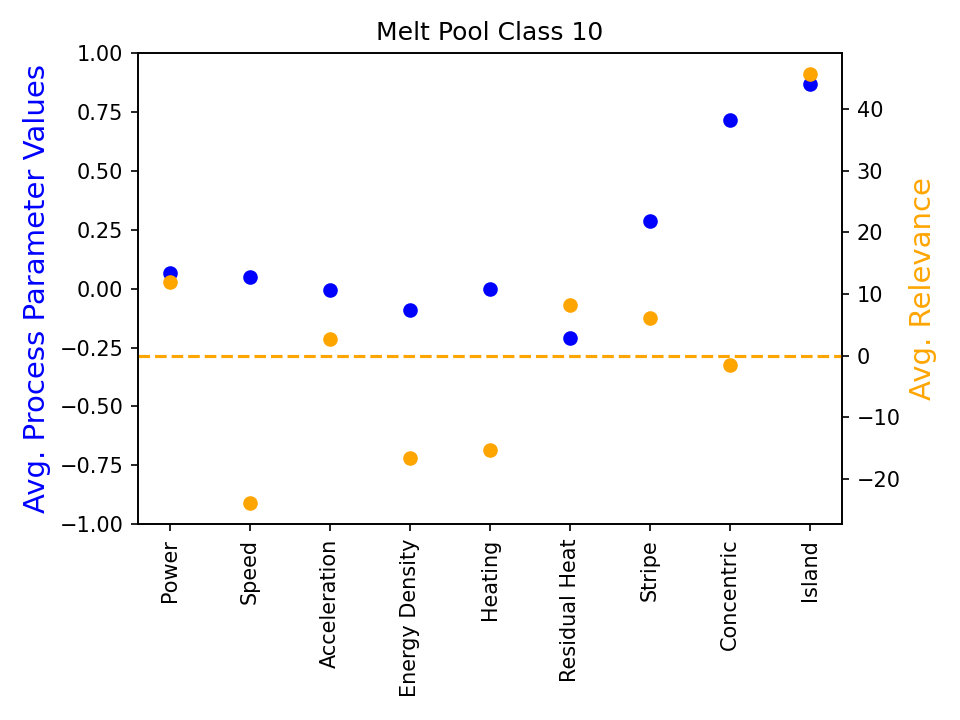 Melt Pool Class 10
Avg. Process Parameter Values
1.00
0.75
0.50
0.25
0.00
−0.25
−0.50
−0.75
−1.00
40
30
20
10
0
−10
−20
Avg. Relevance
Power
Speed
Acceleration
Energy Density
Heating
Residual Heat
Stripe
Concentric
Island